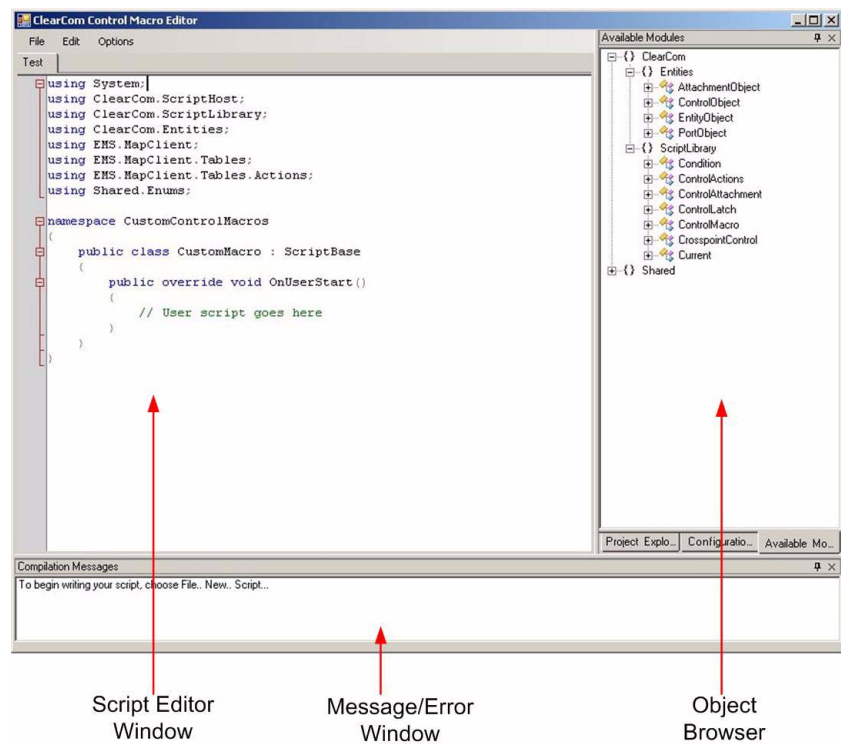 ClearCom Control Macro Editor
File Edit Options
Test
using System;
using ClearCom.ScriptHost;
using ClearCom.ScriptLibrary;
using ClearCom.Entities;
using EMS.MapClient;
using EMS.MapClient.Tables;
using EMS.MapClient.Tables.Actions;
using Shared.Enums;
namespace CustomControlMacros
{
public class CustomMacro : ScriptBase
{
public override void OnUserStart()
{
// User script goes here
}
}
}
Available Modules
{} ClearCom
{} Entities
AttachmentObject
ControlObject
EntityObject
PortObject
{} ScriptLibrary
Condition
ControlActions
ControlAttachment
ControlLatch
ControlMacro
CrosspointControl
Current
{} Shared
Project Explo... Configuratio... Available Mo...
Compilation Messages
To begin writing your script, choose File.. New.. Script...
Script Editor
Window
Message/Error
Window
Object
Browser